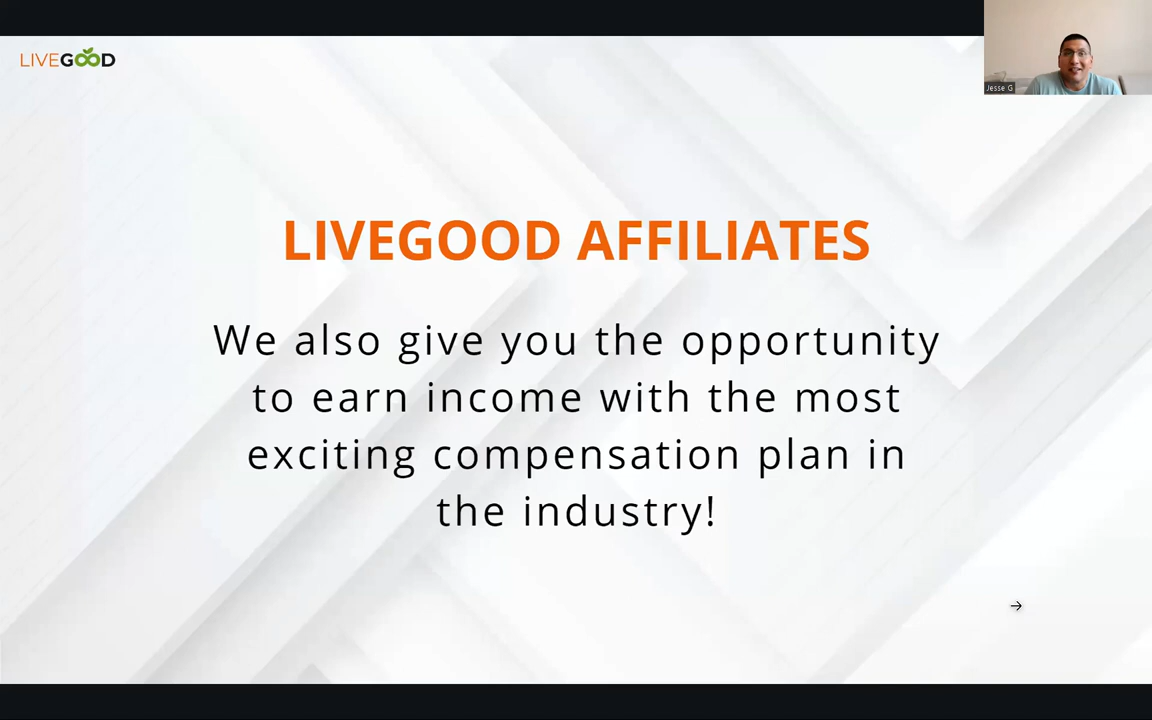 LIVEGOOD
Jesse G
LIVEGOOD AFFILIATES
We also give you the opportunity
to earn income with the most
exciting compensation plan in
the industry!